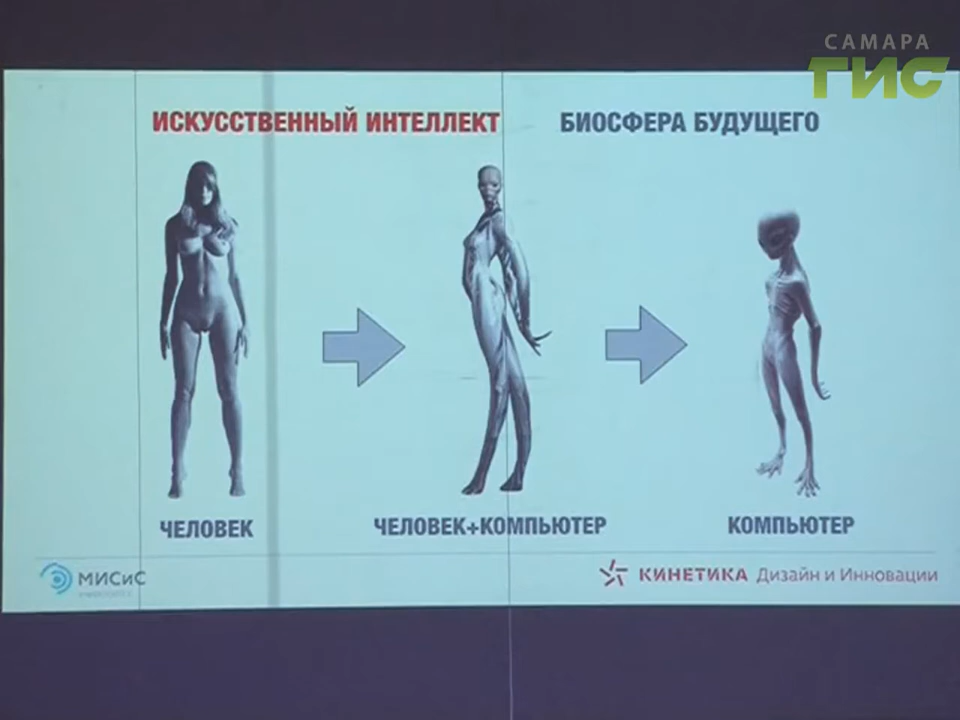 САМАРА
ГИС
ИСКУССТВЕННЫЙ ИНТЕЛЛЕКТ
БИОСФЕРА БУДУЩЕГО
ЧЕЛОВЕК
ЧЕЛОВЕК+КОМПЬЮТЕР
КОМПЬЮТЕР
МИСиС
КИНЕТИКА Дизайн и Инновации